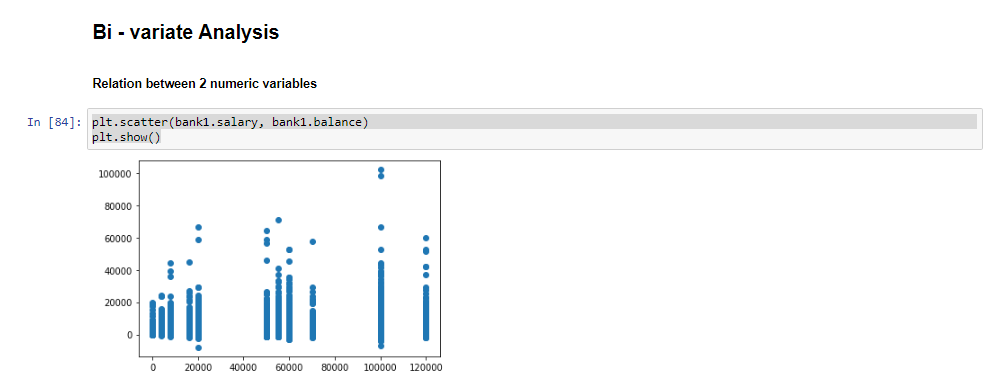 Bi - variate Analysis
Relation between 2 numeric variables
In [84]: plt.scatter(bank1.salary, bank1.balance)
plt.show()
100000
80000
60000
40000
20000
0
0 20000 40000 60000 80000 100000 120000